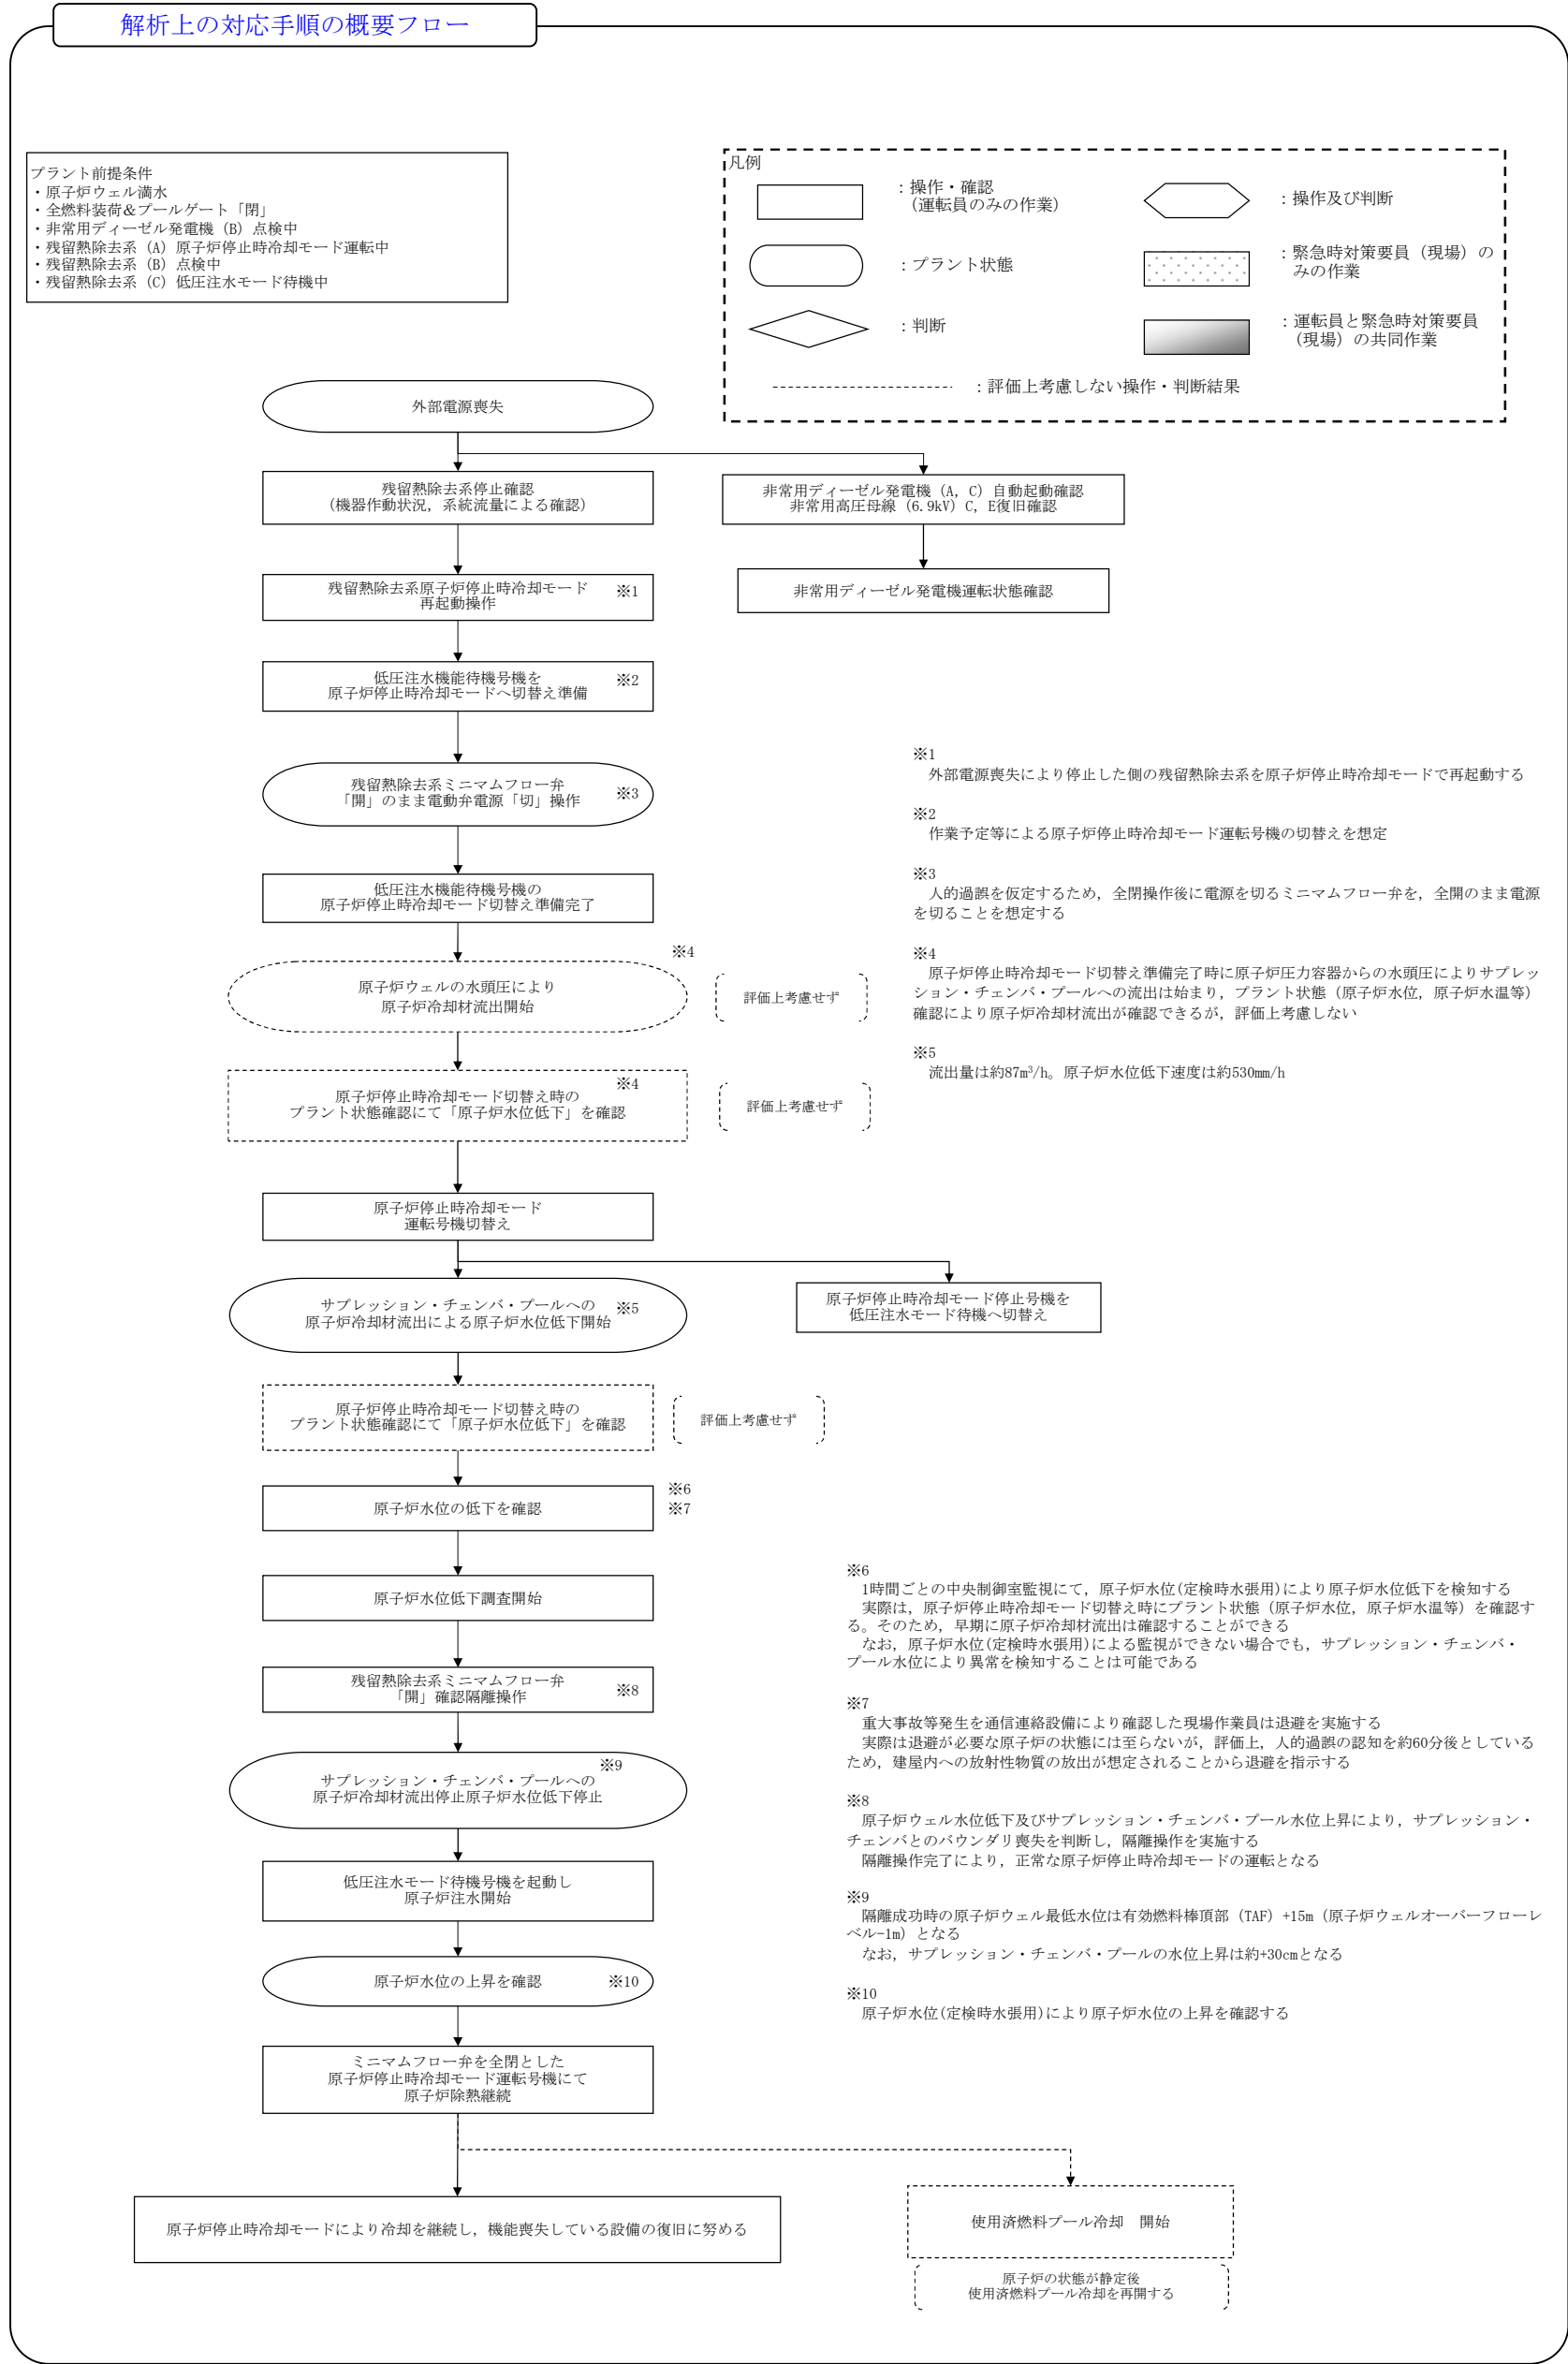 解析上の対応手順の概要フロー
プラント前提条件
・原子炉ウェル満水
・全燃料装荷＆プールゲート「閉」
・非常用ディーゼル発電機（B）点検中
・残留熱除去系（A）原子炉停止時冷却モード運転中
・残留熱除去系（B）点検中
・残留熱除去系（C）低圧注水モード待機中
凡例
：操作・確認
（運転員のみの作業）
：操作及び判断
：プラント状態
：緊急時対策要員（現場）の
みの作業
：判断
：運転員と緊急時対策要員
（現場）の共同作業
：評価上考慮しない操作・判断結果
外部電源喪失
残留熱除去系停止確認
（機器作動状況，系統流量による確認）
非常用ディーゼル発電機（A, C）自動起動確認
非常用高圧母線（6.9kV）C, E復旧確認
残留熱除去系原子炉停止時冷却モード
再起動操作
※1
非常用ディーゼル発電機運転状態確認
低圧注水機能待機号機を
原子炉停止時冷却モードへ切替え準備
※2
残留熱除去系ミニマムフロー弁
「開」のまま電動弁電源「切」操作
※3
低圧注水機能待機号機の
原子炉停止時冷却モード切替え準備完了
※4
原子炉ウェルの水頭圧により
原子炉冷却材流出開始
評価上考慮せず
※4
原子炉停止時冷却モード切替え時の
プラント状態確認にて「原子炉水位低下」を確認
評価上考慮せず
※1
外部電源喪失により停止した側の残留熱除去系を原子炉停止時冷却モードで再起動する
※2
作業予定等による原子炉停止時冷却モード運転号機の切替えを想定
※3
人的過誤を仮定するため，全閉操作後に電源を切るミニマムフロー弁を，全開のまま電源
を切ることを想定する
※4
原子炉停止時冷却モード切替え準備完了時に原子炉圧力容器からの水頭圧によりサプレッ
ション・チェンバ・プールへの流出は始まり，プラント状態（原子炉水位，原子炉水温等）
確認により原子炉冷却材流出が確認できるが，評価上考慮しない
※5
流出量は約87m³/h。原子炉水位低下速度は約530mm/h
原子炉停止時冷却モード
運転号機切替え
サプレッション・チェンバ・プールへの
原子炉冷却材流出による原子炉水位低下開始
※5
原子炉停止時冷却モード停止号機を
低圧注水モード待機へ切替え
原子炉停止時冷却モード切替え時の
プラント状態確認にて「原子炉水位低下」を確認
評価上考慮せず
原子炉水位の低下を確認
※6
※7
原子炉水位低下調査開始
残留熱除去系ミニマムフロー弁
「開」確認隔離操作
※8
※9
サプレッション・チェンバ・プールへの
原子炉冷却材流出停止原子炉水位低下停止
低圧注水モード待機号機を起動し
原子炉注水開始
原子炉水位の上昇を確認
※10
ミニマムフロー弁を全閉とした
原子炉停止時冷却モード運転号機にて
原子炉除熱継続
※6
1時間ごとの中央制御室監視にて，原子炉水位(定検時水張用)により原子炉水位低下を検知する
実際は，原子炉停止時冷却モード切替え時にプラント状態（原子炉水位，原子炉水温等）を確認す
る。そのため，早期に原子炉冷却材流出は確認することができる
なお，原子炉水位(定検時水張用)による監視ができない場合でも，サプレッション・チェンバ・
プール水位により異常を検知することは可能である
※7
重大事故等発生を通信連絡設備により確認した現場作業員は退避を実施する
実際は退避が必要な原子炉の状態には至らないが，評価上，人的過誤の認知を約60分後としている
ため，建屋内への放射性物質の放出が想定されることから退避を指示する
※8
原子炉ウェル水位低下及びサプレッション・チェンバ・プール水位上昇により，サプレッション・
チェンバとのバウンダリ喪失を判断し，隔離操作を実施する
隔離操作完了により，正常な原子炉停止時冷却モードの運転となる
※9
隔離成功時の原子炉ウェル最低水位は有効燃料棒頂部（TAF）+15m（原子炉ウェルオーバーフローレ
ベル-1m）となる
なお，サプレッション・チェンバ・プールの水位上昇は約+30cmとなる
※10
原子炉水位(定検時水張用)により原子炉水位の上昇を確認する
原子炉停止時冷却モードにより冷却を継続し，機能喪失している設備の復旧に努める
使用済燃料プール冷却　開始
原子炉の状態が静定後
使用済燃料プール冷却を再開する